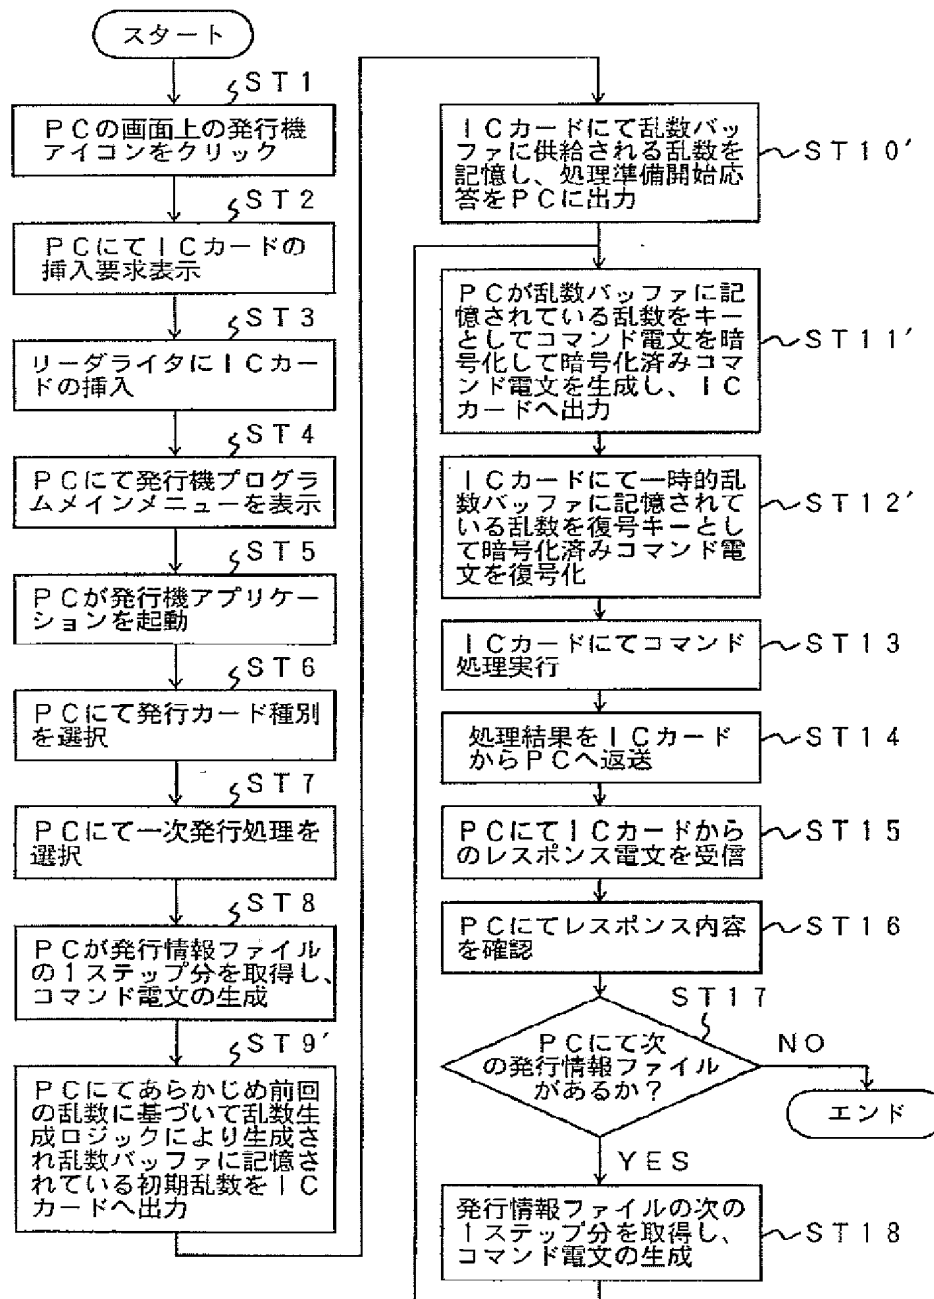 スタート
ST1
PCの画面上の発行機
アイコンをクリック
ST2
PCにてICカードの
挿入要求表示
ST3
リーダライタにICカー
ドの挿入
ST4
PCにて発行機プログラ
ムメインメニューを表示
ST5
PCが発行機アプリケー
ションを起動
ST6
PCにて発行カード種別
を選択
ST7
PCにて一次発行処理を
選択
ST8
PCが発行情報ファイル
の1ステップ分を取得し、
コマンド電文の生成
ST9′
PCにてあらかじめ前回
の乱数に基づいて乱数生
成ロジックにより生成さ
れ乱数バッファに記憶さ
れている初期乱数をIC
カードへ出力
ICカードにて乱数バッ
ファに供給される乱数を
記憶し、処理準備開始応
答をPCに出力
ST10′
PCが乱数バッファに記
憶されている乱数をキー
としてコマンド電文を暗
号化して暗号化済みコマ
ンド電文を生成し、IC
カードへ出力
ST11′
ICカードにて一時的乱
数バッファに記憶されて
いる乱数を復号キーとし
て暗号化済みコマンド電
文を復号化
ST12′
ICカードにてコマンド
処理実行
ST13
処理結果をICカード
からPCへ返送
ST14
PCにてICカードから
のレスポンス電文を受信
ST15
PCにてレスポンス内容
を確認
ST16
ST17
PCにて次
の発行情報ファイル
があるか？
NO
エンド
YES
発行情報ファイルの次の
1ステップ分を取得し、
コマンド電文の生成
ST18